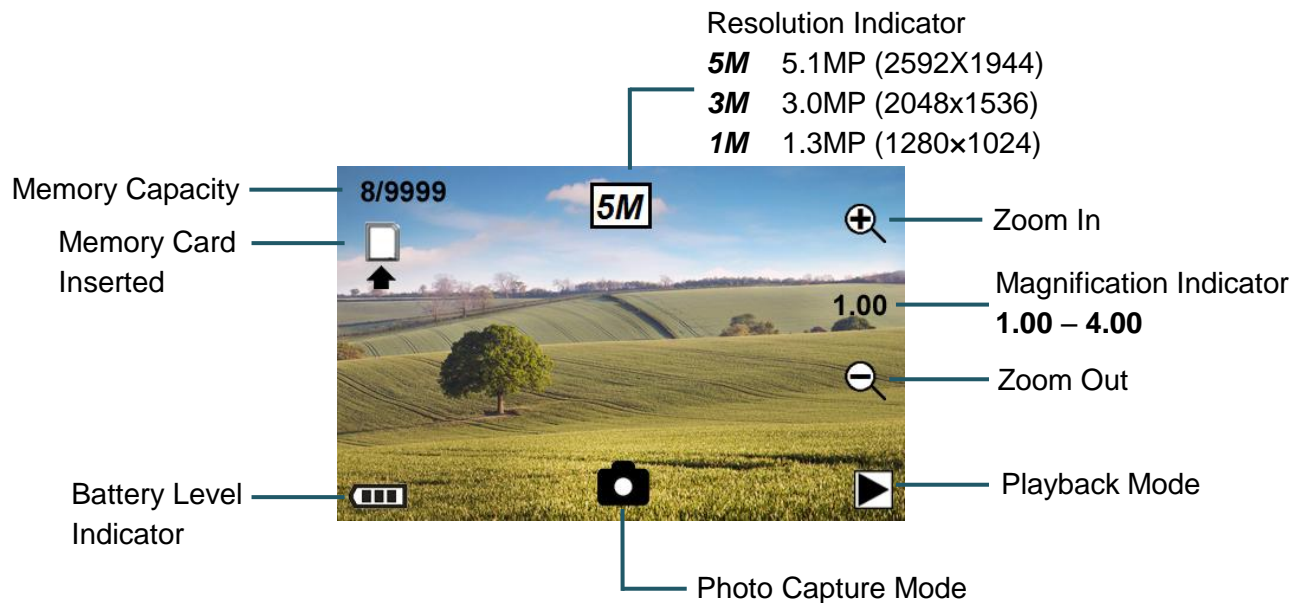 Resolution Indicator
5M 5.1MP (2592X1944)
3M 3.0MP (2048x1536)
1M 1.3MP (1280×1024)
Memory Capacity
8/9999
5M
Zoom In
Memory Card
Inserted
Magnification Indicator
1.00 – 4.00
1.00
Zoom Out
Battery Level
Indicator
Playback Mode
Photo Capture Mode